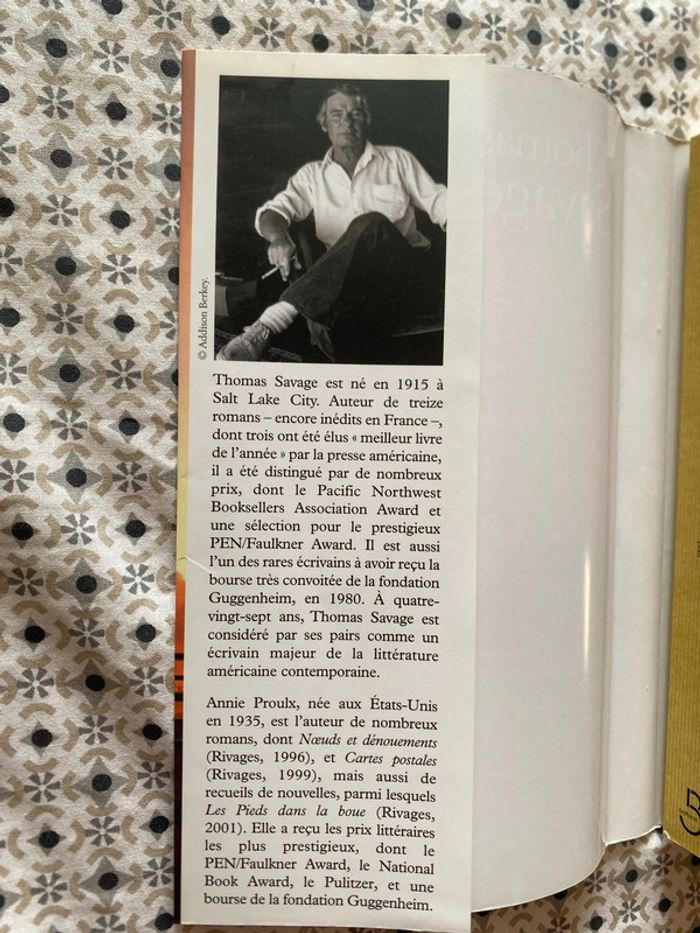 © Addison Berkey.
Thomas Savage est né en 1915 à
Salt Lake City. Auteur de treize
romans – encore inédits en France –,
dont trois ont été élus « meilleur livre
de l'année » par la presse américaine,
il a été distingué par de nombreux
prix, dont le Pacific Northwest
Booksellers Association Award et
une sélection pour le prestigieux
PEN/Faulkner Award. Il est aussi
l'un des rares écrivains à avoir reçu la
bourse très convoitée de la fondation
Guggenheim, en 1980. À quatre-
vingt-sept ans, Thomas Savage est
considéré par ses pairs comme un
écrivain majeur de la littérature
américaine contemporaine.
Annie Proulx, née aux États-Unis
en 1935, est l'auteur de nombreux
romans, dont Nœuds et dénouements
(Rivages, 1996), et Cartes postales
(Rivages, 1999), mais aussi de
recueils de nouvelles, parmi lesquels
Les Pieds dans la boue (Rivages,
2001). Elle a reçu les prix littéraires
les plus prestigieux, dont le
PEN/Faulkner Award, le National
Book Award, le Pulitzer, et une
bourse de la fondation Guggenheim.
Thomas
Savage